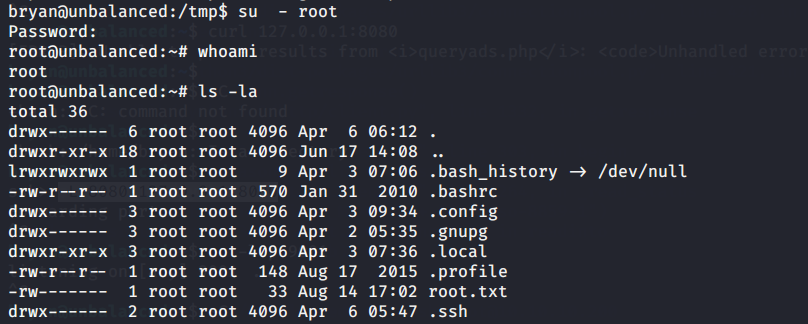 bryan@unbalanced:/tmp$ su  - root
Password:
root@unbalanced:~# whoami
root
root@unbalanced:~# ls -la
total 36
drwx------  6 root root 4096 Apr  6 06:12 .
drwxr-xr-x 18 root root 4096 Jun 17 14:08 ..
lrwxrwxrwx  1 root root    9 Apr  3 07:06 .bash_history → /dev/null
-rw-r--r--  1 root root  570 Jan 31  2010 .bashrc
drwx------  3 root root 4096 Apr  3 09:34 .config
drwx------  3 root root 4096 Apr  2 05:35 .gnupg
drwxr-xr-x  3 root root 4096 Apr  3 07:36 .local
-rw-r--r--  1 root root  148 Aug 17  2015 .profile
-rw-------  1 root root   33 Aug 14 17:02 root.txt
drwx------  2 root root 4096 Apr  6 05:47 .ssh